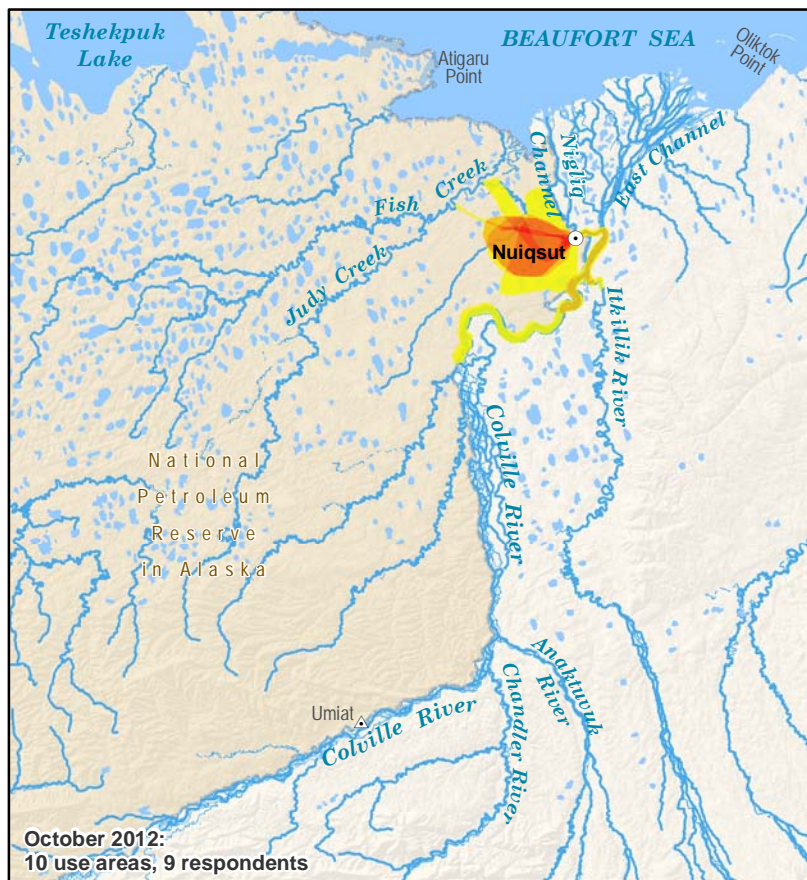 Teshekpuk
Lake
BEAUFORT SEA
Oliktok
Point
Atigaru
Point
Nigliq
Channel
East Channel
Fish Creek
Judy Creek
Nuiqsut
Itkillik River
Colville River
National
Petroleum
Reserve
in Alaska
Anaktuvuk
River
Chandler River
Umiat
Colville River
October 2012:
10 use areas, 9 respondents